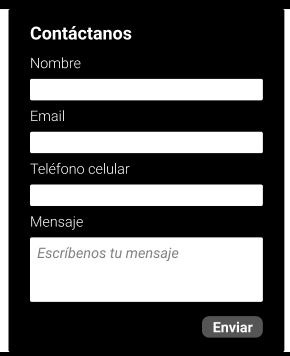 Contáctanos
Nombre
Email
Teléfono celular
Mensaje
Escríbenos tu mensaje
Enviar